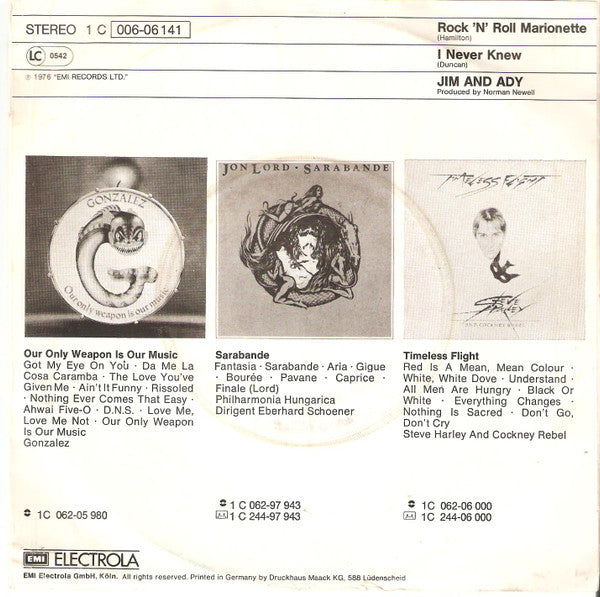 STEREO 1 C 006-06 141
LC 0542
℗ 1976 "EMI RECORDS LTD."
Rock 'N' Roll Marionette
(Hamilton)
I Never Knew
(Duncan)
JIM AND ADY
Produced by Norman Newell
GONZALEZ
Our only weapon is our music
JON LORD · SARABANDE
TIMELESS FLIGHT
STEVE HARLEY
AND COCKNEY REBEL
Our Only Weapon Is Our Music
Got My Eye On You · Da Me La
Cosa Caramba · The Love You've
Given Me · Ain't It Funny · Rissoled
· Nothing Ever Comes That Easy ·
Ahwai Five-O · D.N.S. · Love Me,
Love Me Not · Our Only Weapon
Is Our Music
Gonzalez
1C 062-05 980
Sarabande
Fantasia · Sarabande · Aria · Gigue
· Bourée · Pavane · Caprice ·
Finale (Lord)
Philharmonia Hungarica
Dirigent Eberhard Schoener
1 C 062-97 943
1 C 244-97 943
Timeless Flight
Red Is A Mean, Mean Colour ·
White, White Dove · Understand ·
All Men Are Hungry · Black Or
White · Everything Changes ·
Nothing Is Sacred · Don't Go,
Don't Cry
Steve Harley And Cockney Rebel
1C 062-06 000
1C 244-06 000
EMI ELECTROLA
EMI Electrola GmbH, Köln. All rights reserved. Printed in Germany by Druckhaus Maack KG, 588 Lüdenscheid